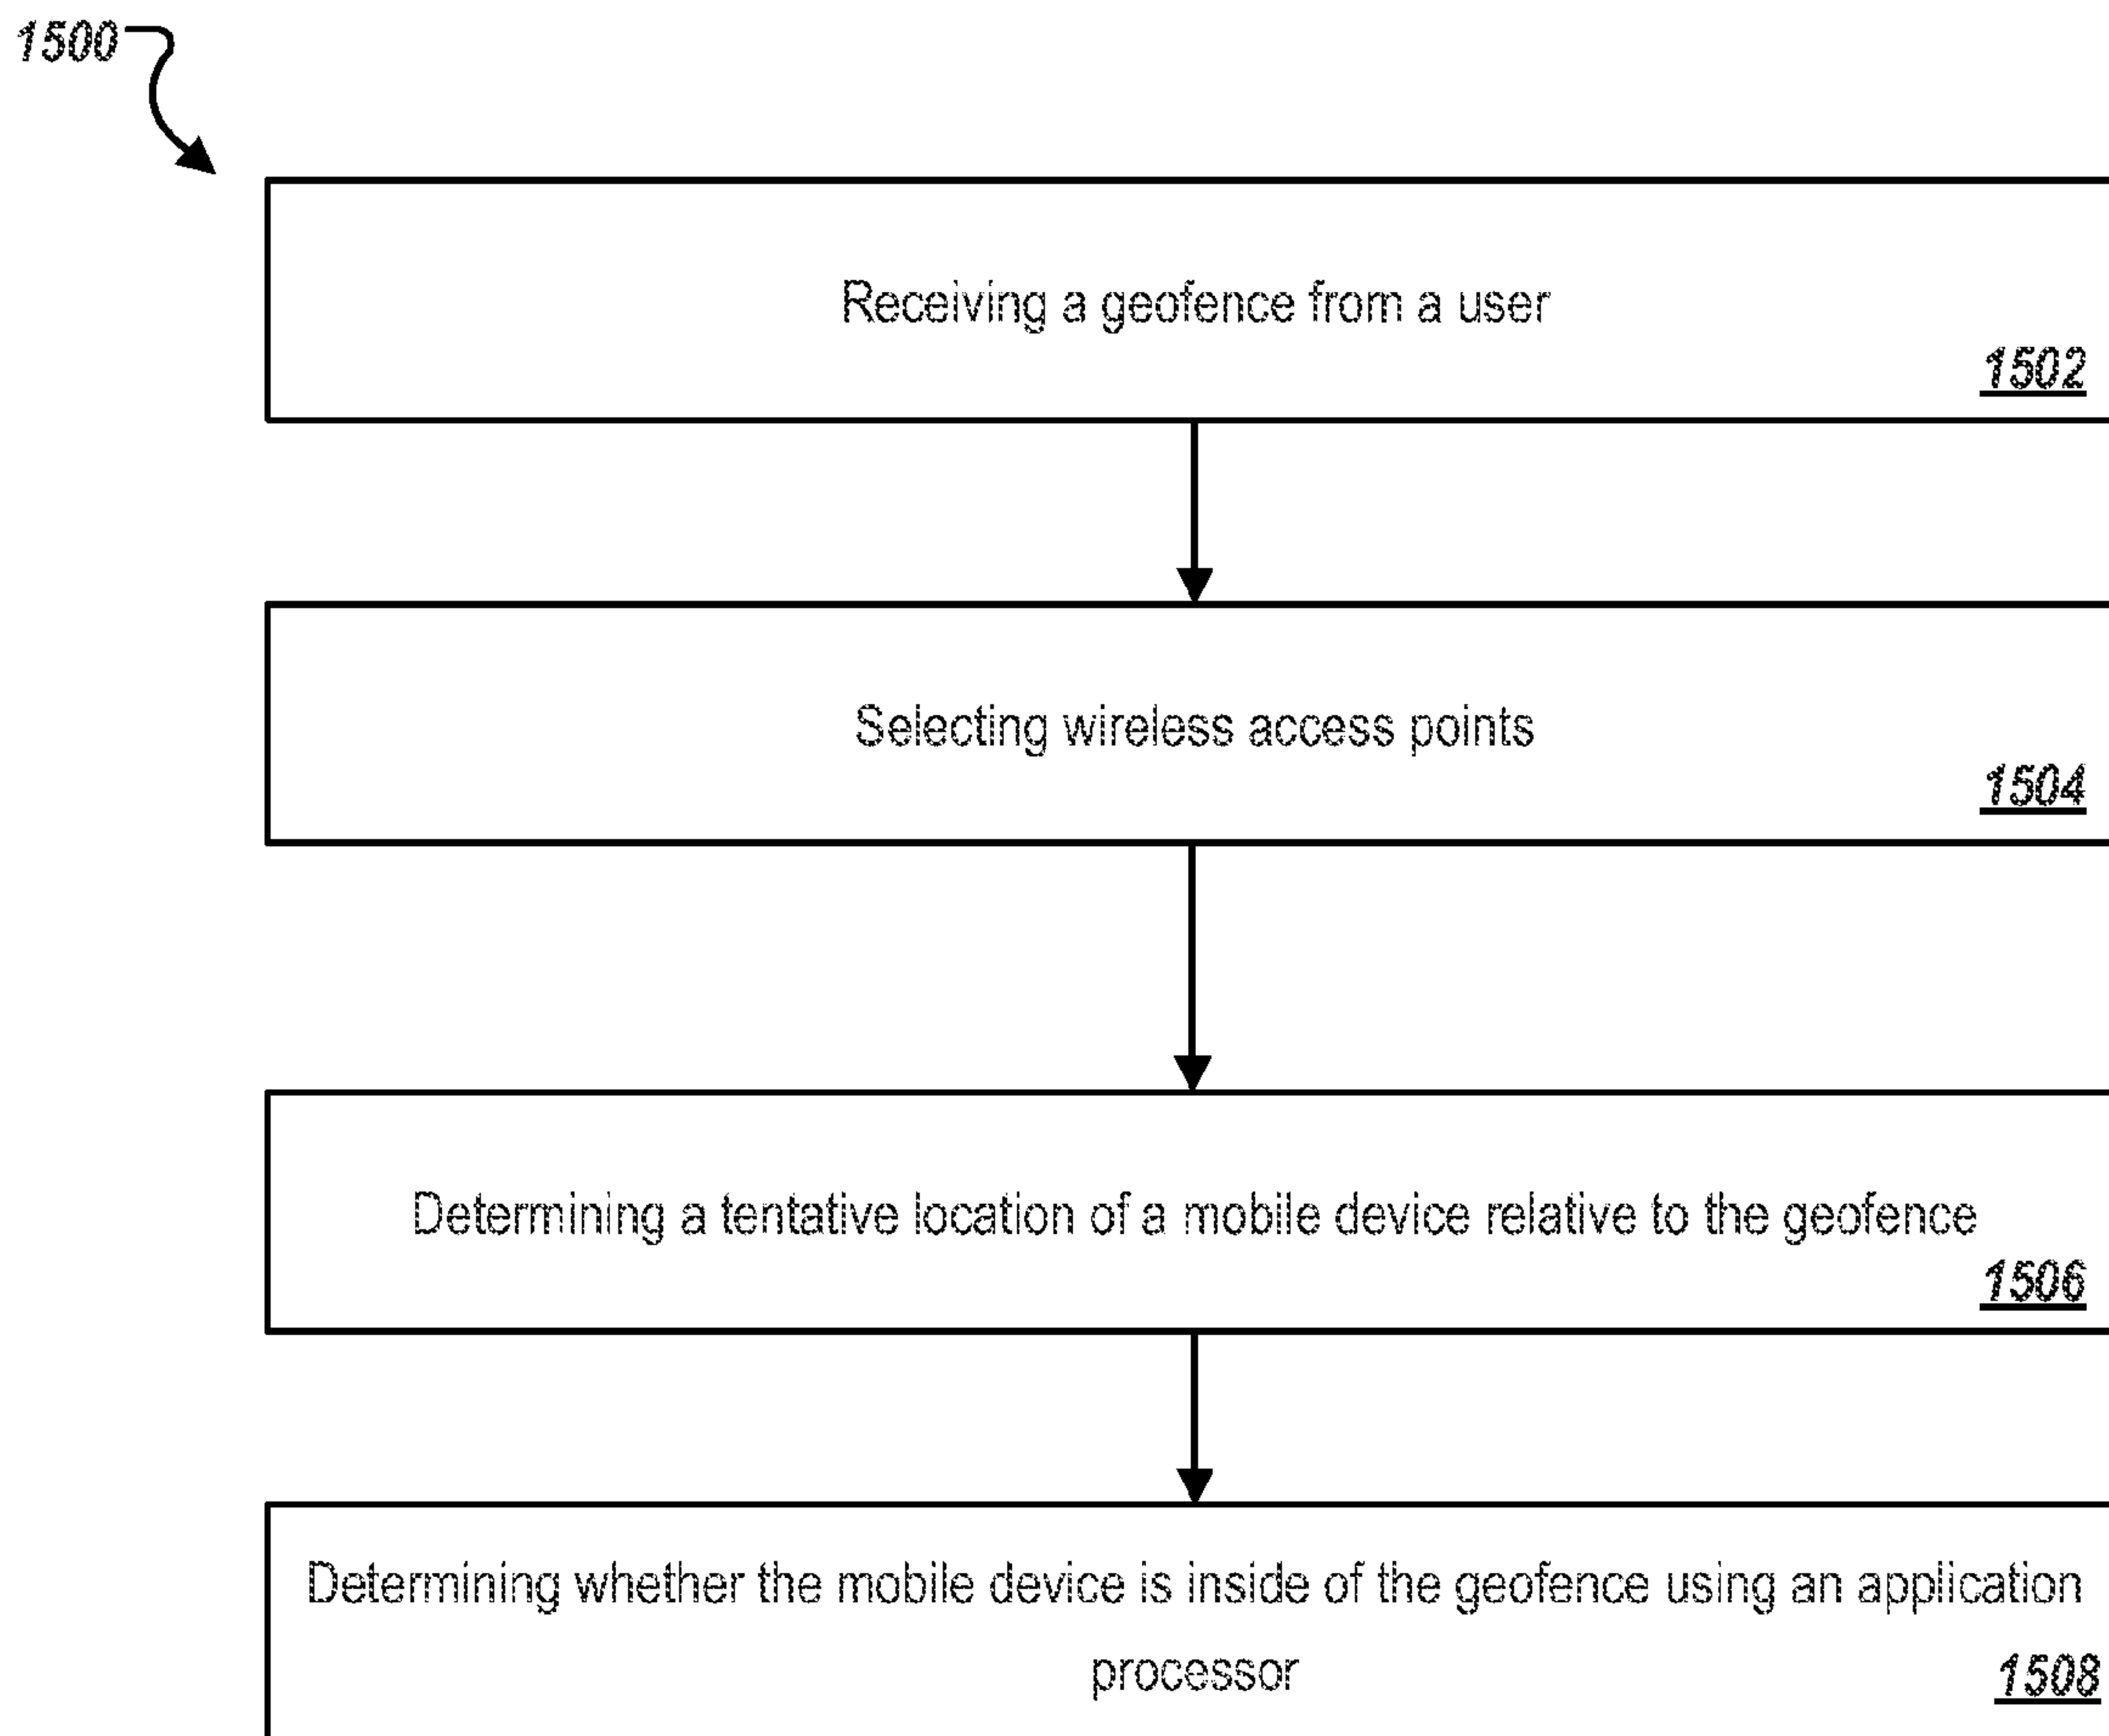 1500
Receiving a geofence from a user
1502
Selecting wireless access points
1504
Determining a tentative location of a mobile device relative to the geofence
1506
Determining whether the mobile device is inside of the geofence using an application
processor
1508